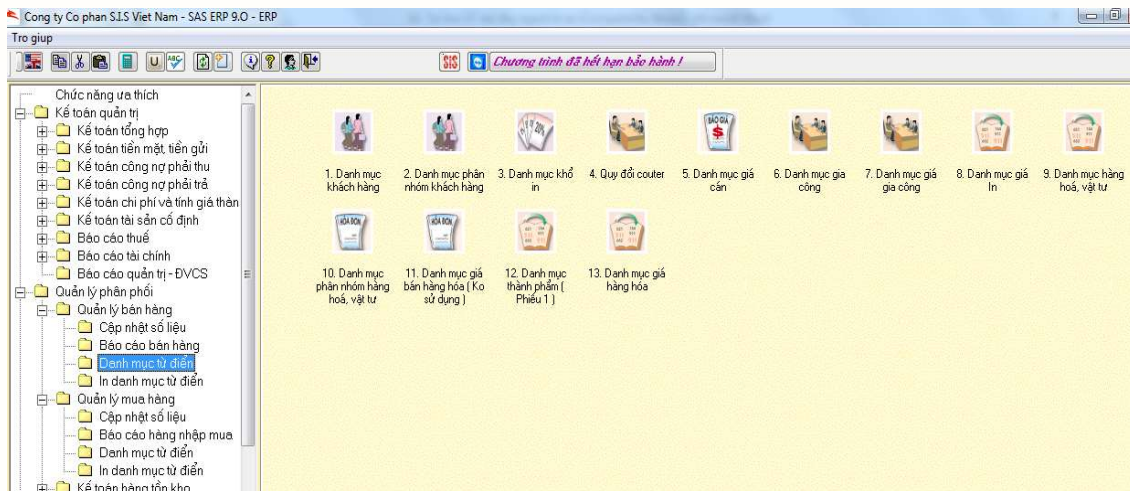 Cong ty Co phan S.I.S Viet Nam - SAS ERP 9.0 - ERP
Tro giup
SIS
Chương trình đã hết hạn bảo hành !
Chức năng ưa thích
Kế toán quản trị
Kế toán tổng hợp
Kế toán tiền mặt, tiền gửi
Kế toán công nợ phải thu
Kế toán công nợ phải trả
Kế toán chi phí và tính giá thàn
Kế toán tài sản cố định
Báo cáo thuế
Báo cáo tài chính
Báo cáo quản trị - ĐVCS
Quản lý phân phối
Quản lý bán hàng
Cập nhật số liệu
Báo cáo bán hàng
Danh mục từ điển
In danh mục từ điển
Quản lý mua hàng
Cập nhật số liệu
Báo cáo hàng nhập mua
Danh mục từ điển
In danh mục từ điển
Kế toán hàng tồn kho
1. Danh mục
khách hàng
2. Danh mục phân
nhóm khách hàng
3. Danh mục khổ
in
4. Quy đổi couter
5. Danh mục giá
cán
6. Danh mục gia
công
7. Danh mục giá
gia công
8. Danh mục giá
In
9. Danh mục hàng
hoá, vật tư
10. Danh mục
phân nhóm hàng
hoá, vật tư
11. Danh mục giá
bán hàng hóa ( Ko
sử dụng )
12. Danh mục
thành phẩm (
Phiếu 1 )
13. Danh mục giá
hàng hóa